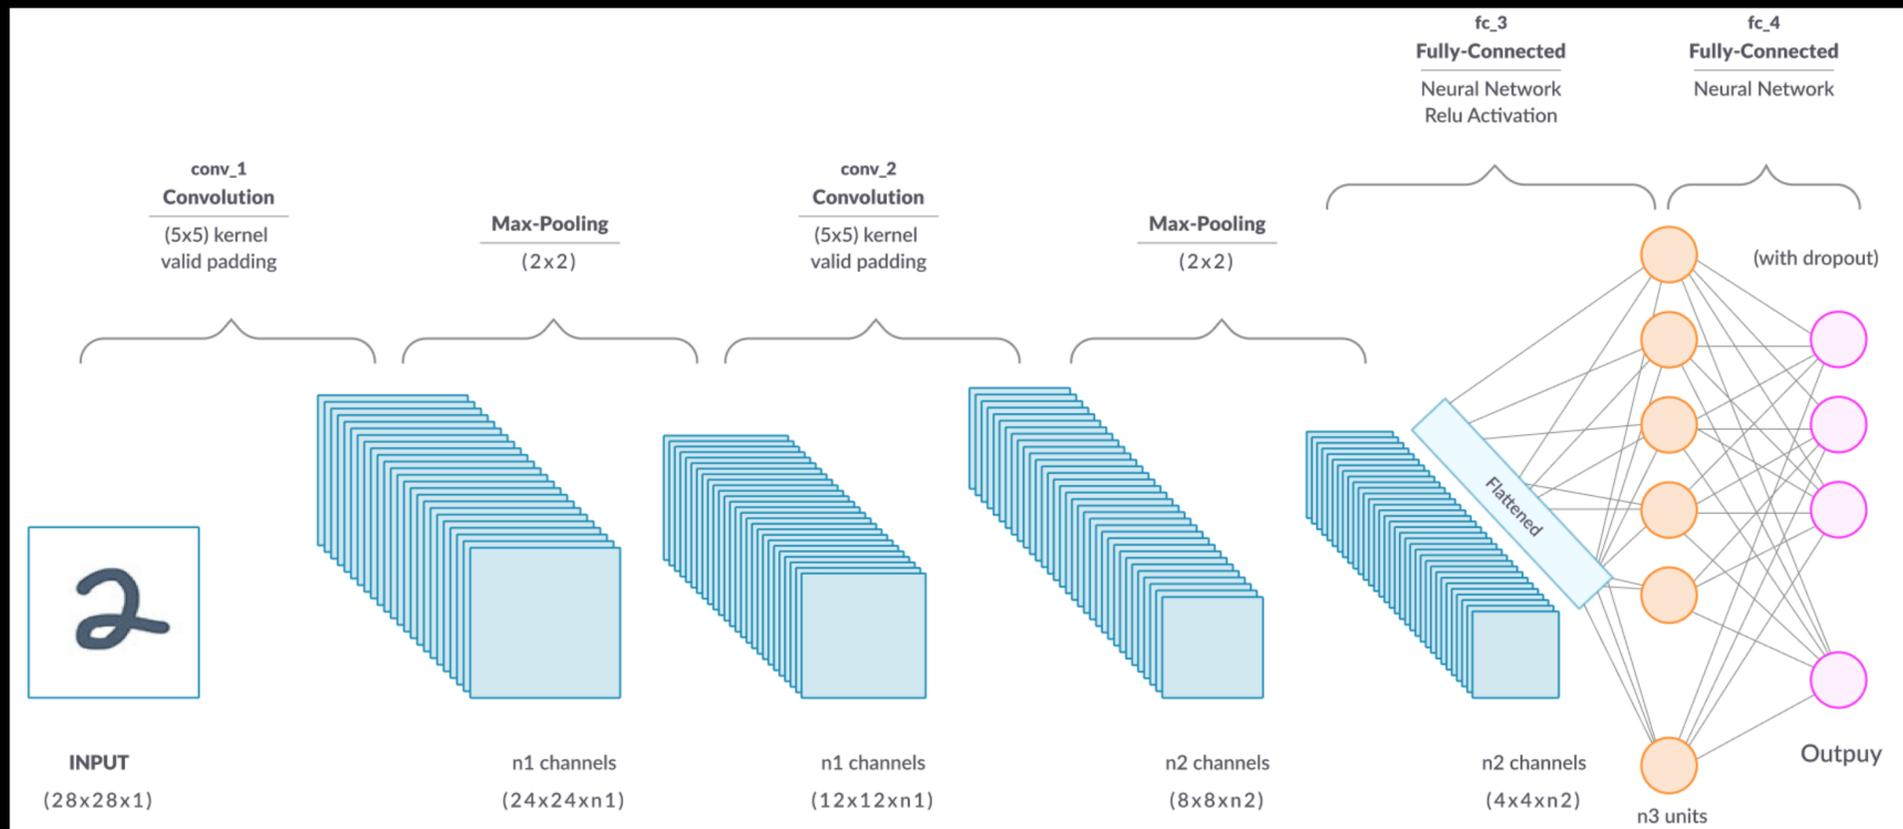 fc_3
Fully-Connected
Neural Network
Relu Activation
fc_4
Fully-Connected
Neural Network
conv_1
Convolution
(5x5) kernel
valid padding
Max-Pooling
(2x2)
conv_2
Convolution
(5x5) kernel
valid padding
Max-Pooling
(2x2)
(with dropout)
Flattened
2
INPUT
(28x28x1)
n1 channels
(24x24xn1)
n1 channels
(12x12xn1)
n2 channels
(8x8xn2)
n2 channels
(4x4xn2)
n3 units
Outpuy